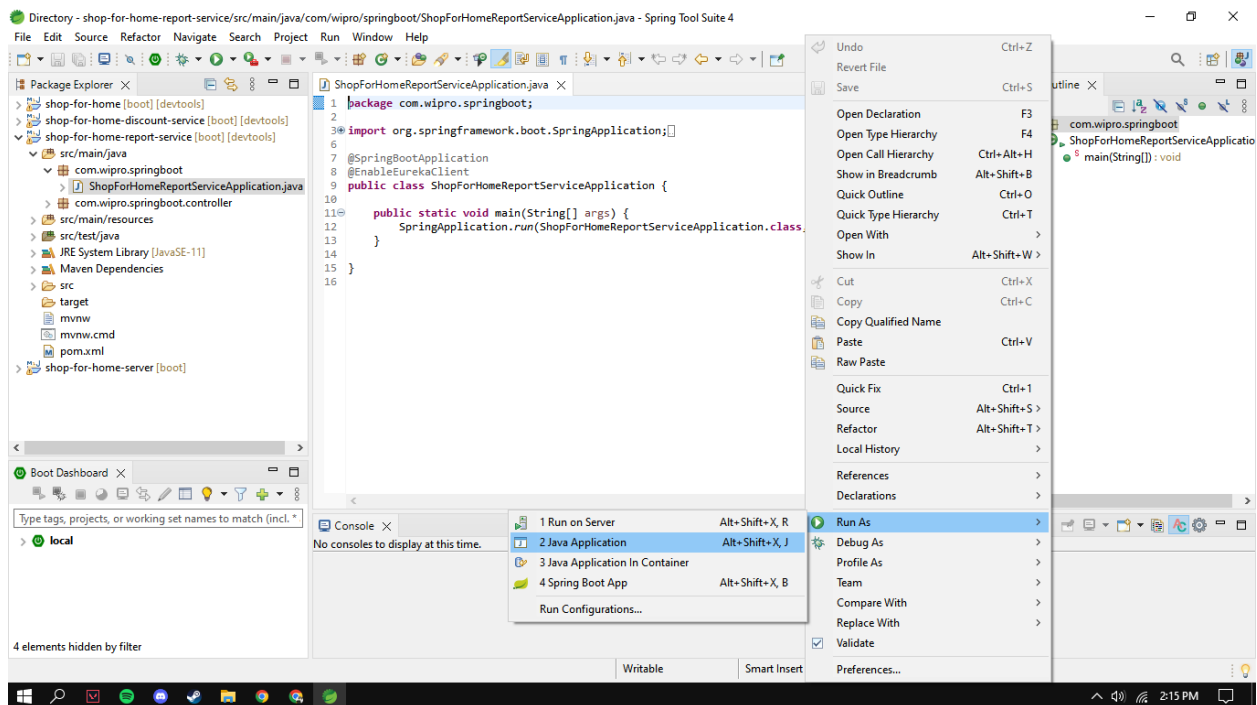 Directory - shop-for-home-report-service/src/main/java/com/wipro/springboot/ShopForHomeReportServiceApplication.java - Spring Tool Suite 4
File Edit Source Refactor Navigate Search Project Run Window Help
Package Explorer
shop-for-home [boot] [devtools]
shop-for-home-discount-service [boot] [devtools]
shop-for-home-report-service [boot] [devtools]
src/main/java
com.wipro.springboot
ShopForHomeReportServiceApplication.java
com.wipro.springboot.controller
src/main/resources
src/test/java
JRE System Library [JavaSE-11]
Maven Dependencies
src
target
mvnw
mvnw.cmd
pom.xml
shop-for-home-server [boot]
Boot Dashboard
Type tags, projects, or working set names to match (incl. *
local
4 elements hidden by filter
ShopForHomeReportServiceApplication.java
1 package com.wipro.springboot;
2
3 import org.springframework.boot.SpringApplication;
6
7 @SpringBootApplication
8 @EnableEurekaClient
9 public class ShopForHomeReportServiceApplication {
10
11 public static void main(String[] args) {
12 SpringApplication.run(ShopForHomeReportServiceApplication.class,
13 }
14
15 }
16
Console
No consoles to display at this time.
1 Run on Server Alt+Shift+X, R
2 Java Application Alt+Shift+X, J
3 Java Application In Container
4 Spring Boot App Alt+Shift+X, B
Run Configurations...
Undo Ctrl+Z
Revert File
Save Ctrl+S
Open Declaration F3
Open Type Hierarchy F4
Open Call Hierarchy Ctrl+Alt+H
Show in Breadcrumb Alt+Shift+B
Quick Outline Ctrl+O
Quick Type Hierarchy Ctrl+T
Open With
Show In Alt+Shift+W
Cut Ctrl+X
Copy Ctrl+C
Copy Qualified Name
Paste Ctrl+V
Raw Paste
Quick Fix Ctrl+1
Source Alt+Shift+S
Refactor Alt+Shift+T
Local History
References
Declarations
Run As
Debug As
Profile As
Team
Compare With
Replace With
Validate
Preferences...
utline
com.wipro.springboot
ShopForHomeReportServiceApplicatio
main(String[]) : void
Writable
Smart Insert
2:15 PM